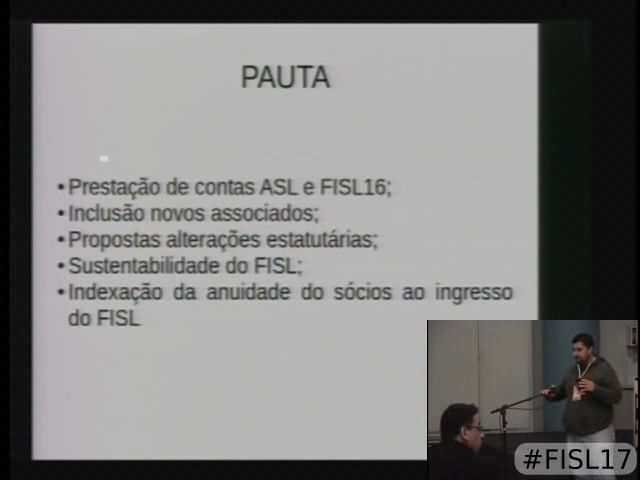 PAUTA
• Prestação de contas ASL e FISL16;
• Inclusão novos associados;
• Propostas alterações estatutárias;
• Sustentabilidade do FISL;
• Indexação da anuidade do sócios ao ingresso
do FISL
#FISL17